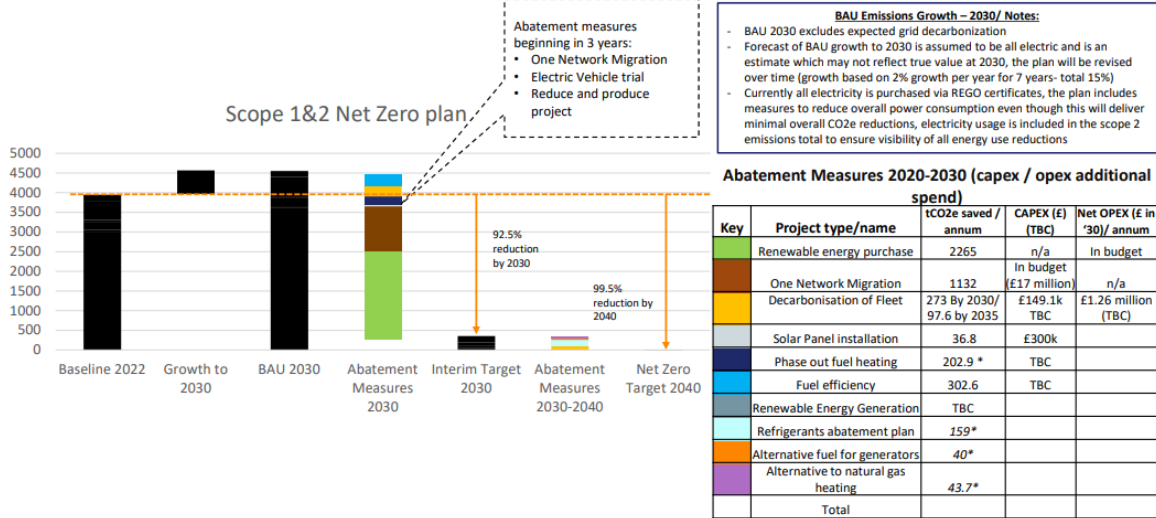 Abatement measures
beginning in 3 years:
• One Network Migration
• Electric Vehicle trial
• Reduce and produce
project
BAU Emissions Growth – 2030/ Notes:
- BAU 2030 excludes expected grid decarbonization
- Forecast of BAU growth to 2030 is assumed to be all electric and is an
estimate which may not reflect true value at 2030, the plan will be revised
over time (growth based on 2% growth per year for 7 years- total 15%)
- Currently all electricity is purchased via REGO certificates, the plan includes
measures to reduce overall power consumption even though this will deliver
minimal overall CO2e reductions, electricity usage is included in the scope 2
emissions total to ensure visibility of all energy use reductions
Scope 1&2 Net Zero plan
5000
4500
4000
3500
3000
2500
2000
1500
1000
500
0
92.5%
reduction
by 2030
99.5%
reduction by
2040
Baseline 2022
Growth to
2030
BAU 2030
Abatement
Measures
2030
Interim Target
2030
Abatement
Measures
2030-2040
Net Zero
Target 2040
Abatement Measures 2020-2030 (capex / opex additional
spend)
Key Project type/name tCO2e saved / annum CAPEX (£) (TBC) Net OPEX (£ in '30)/ annum
Renewable energy purchase 2265 n/a In budget
One Network Migration 1132 In budget (£17 million) n/a
Decarbonisation of Fleet 273 By 2030/ 97.6 by 2035 £149.1k TBC £1.26 million (TBC)
Solar Panel installation 36.8 £300k
Phase out fuel heating 202.9 * TBC
Fuel efficiency 302.6 TBC
Renewable Energy Generation TBC
Refrigerants abatement plan 159*
Alternative fuel for generators 40*
Alternative to natural gas heating 43.7*
Total